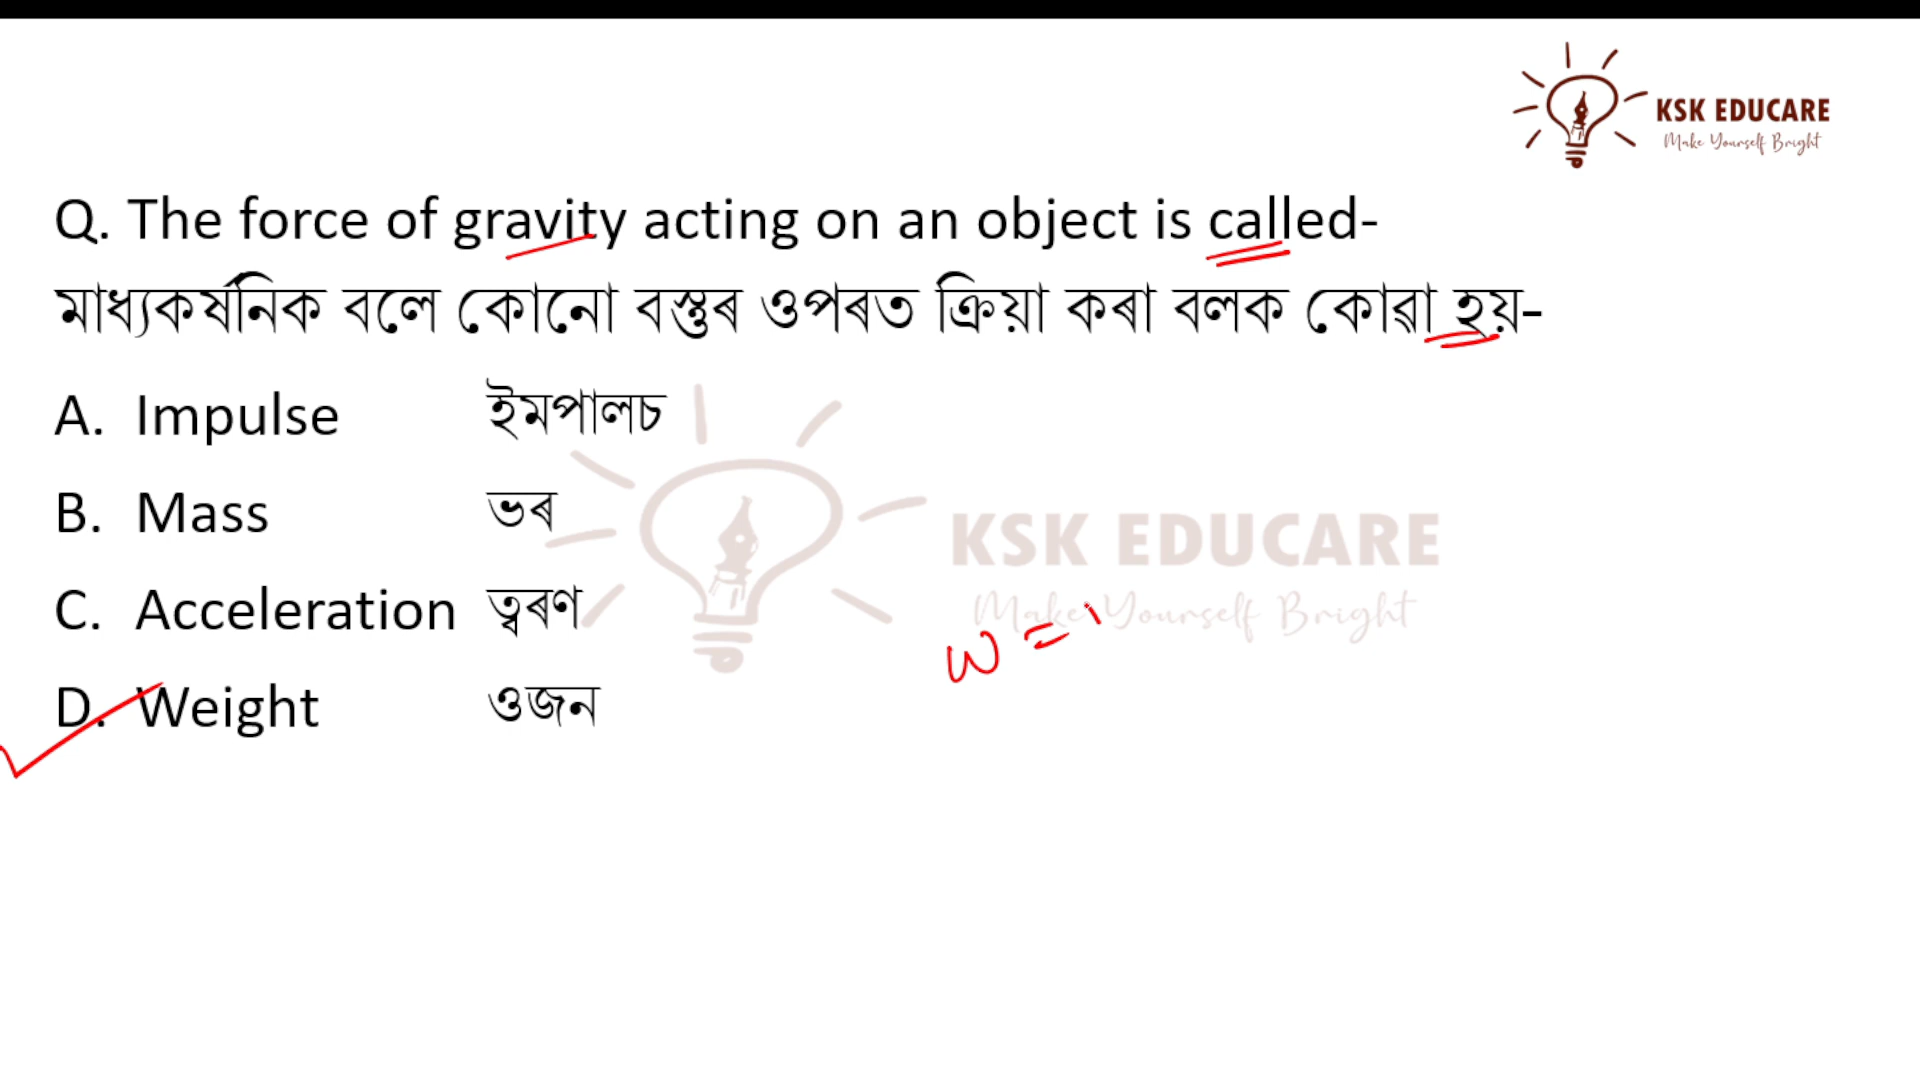 KSK EDUCARE
Make Yourself Bright
Q. The force of gravity acting on an object is called-
মাধ্যকৰ্ষনিক বলে কোনো বস্তুৰ ওপৰত ক্ৰিয়া কৰা বলক কোৱা হয়-
A. Impulse ইমপালচ
B. Mass ভৰ
C. Acceleration ত্বৰণ
D. Weight ওজন
KSK EDUCARE
Make Yourself Bright
W =